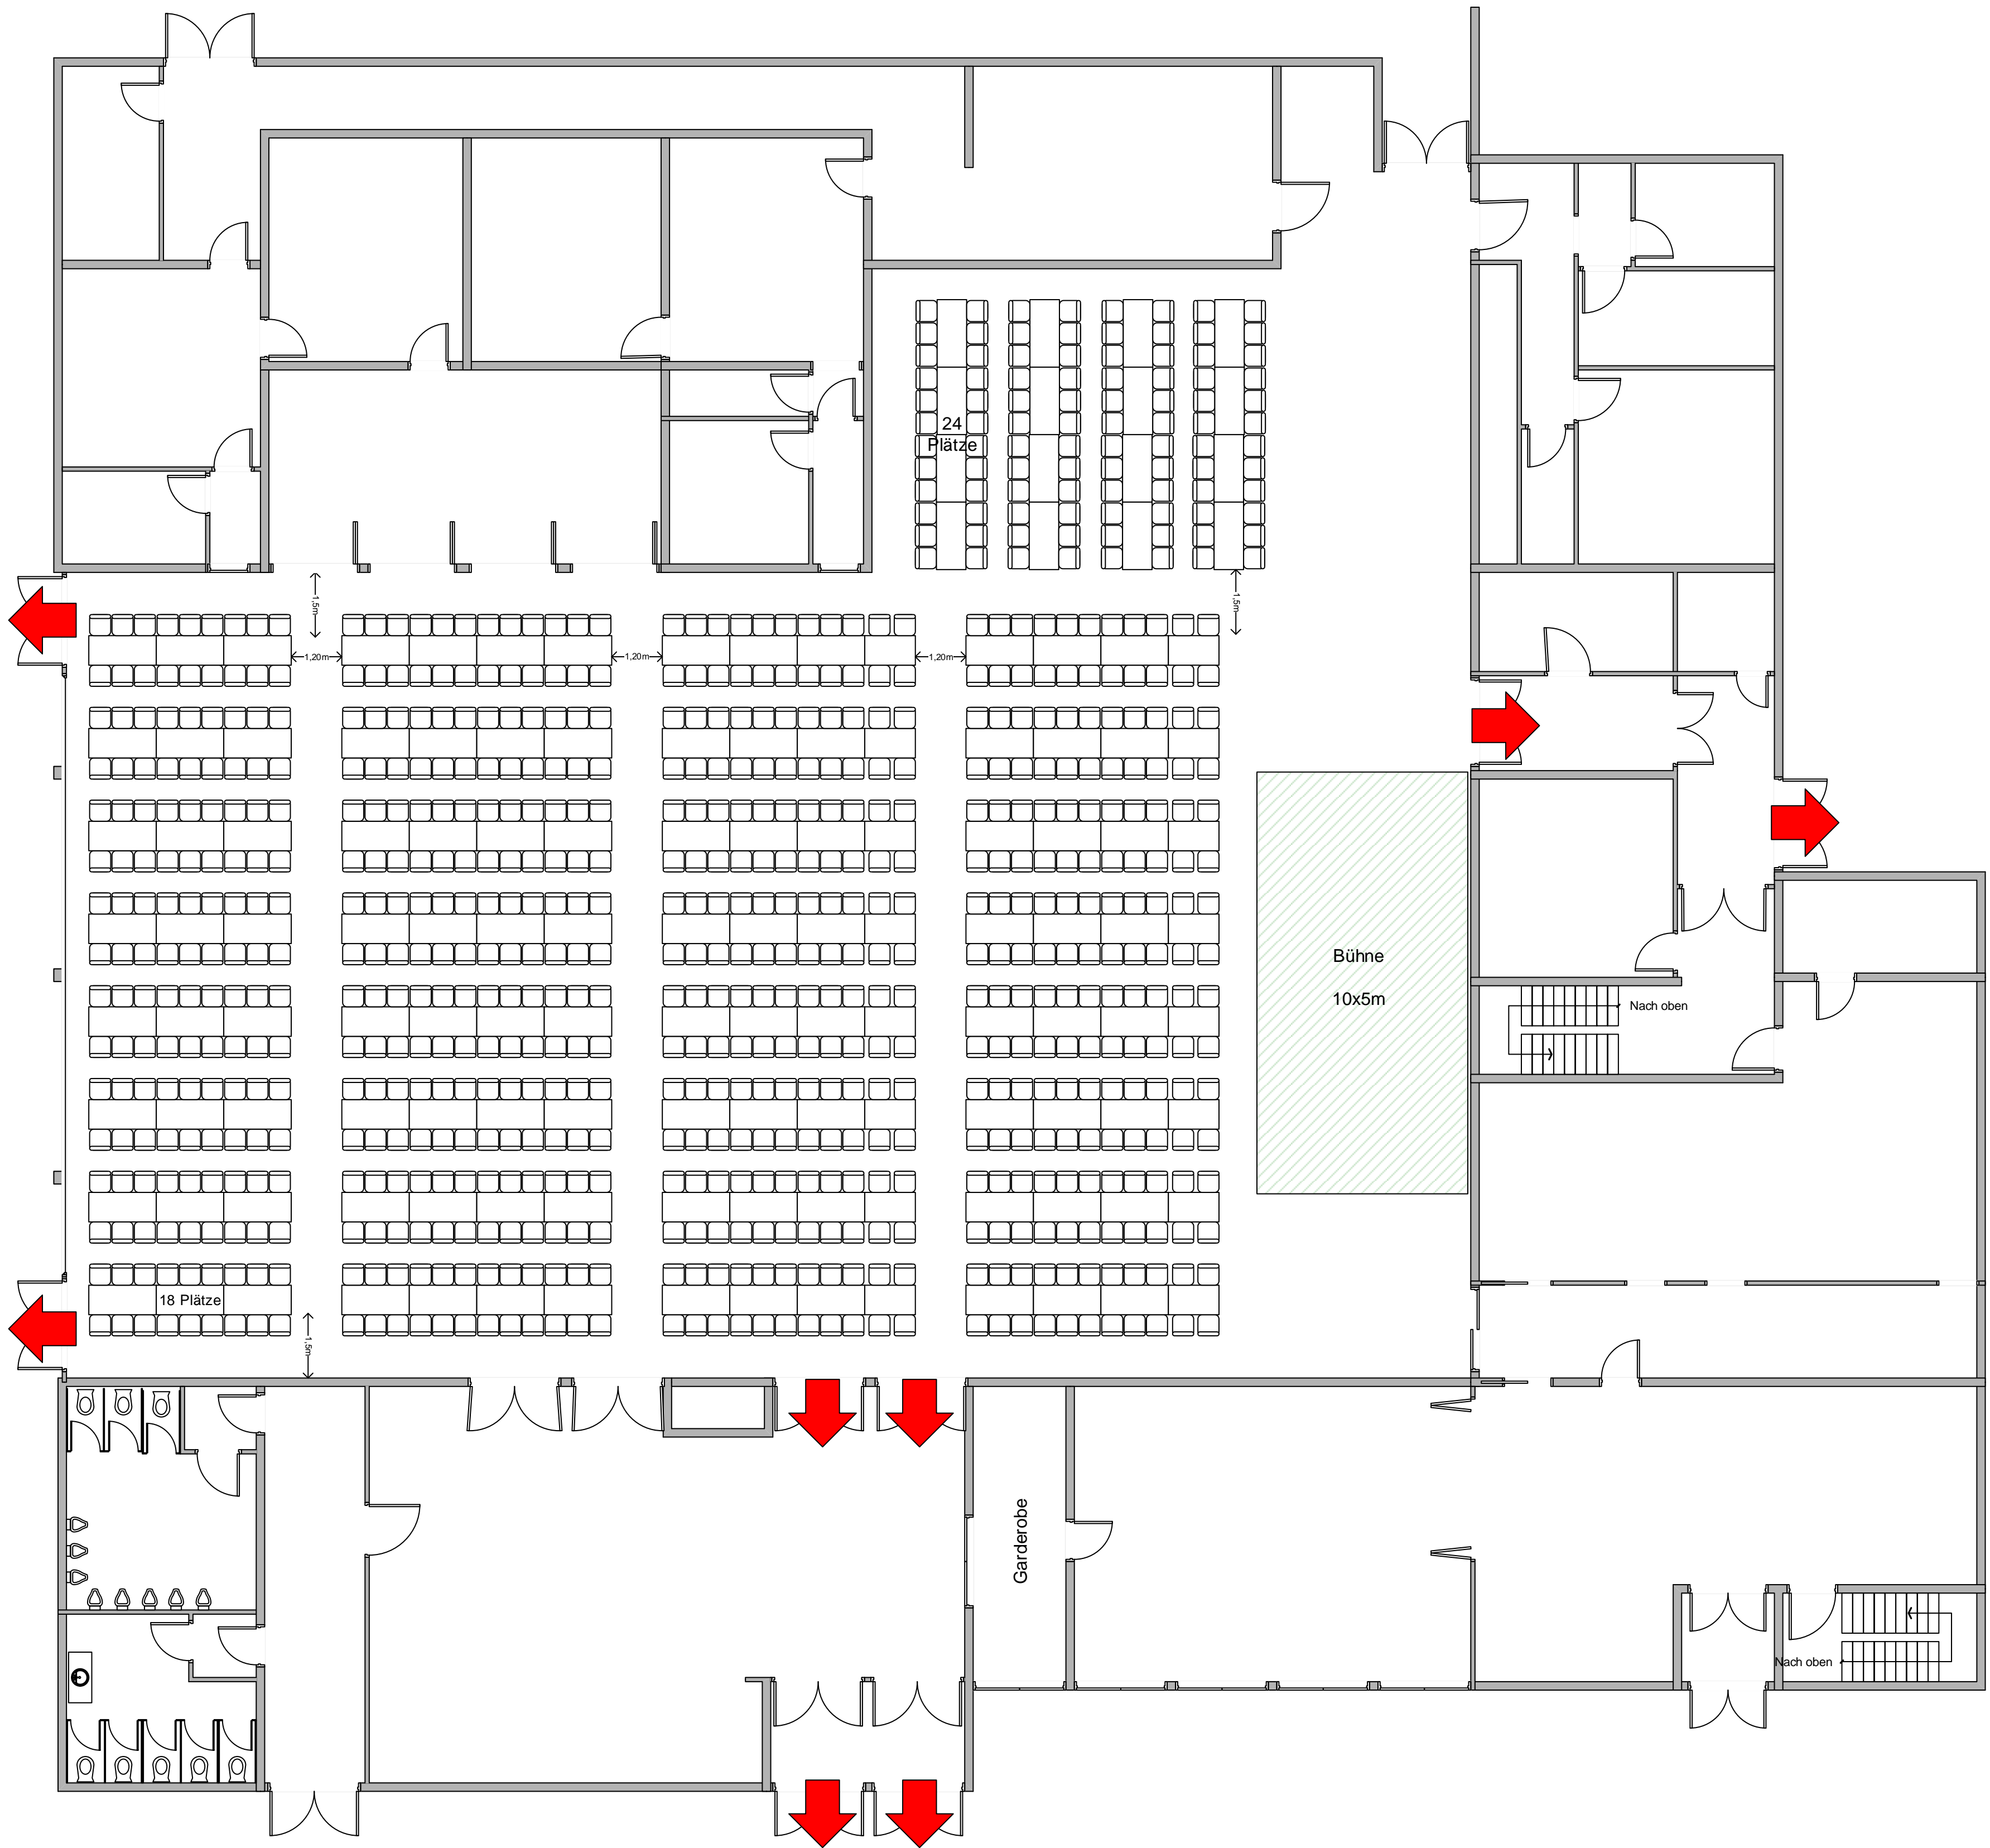 24
Plätze
1,5m
1,5m
1,20m
1,20m
1,20m
Bühne
10x5m
Nach oben
18 Plätze
1,5m
Garderobe
Nach oben